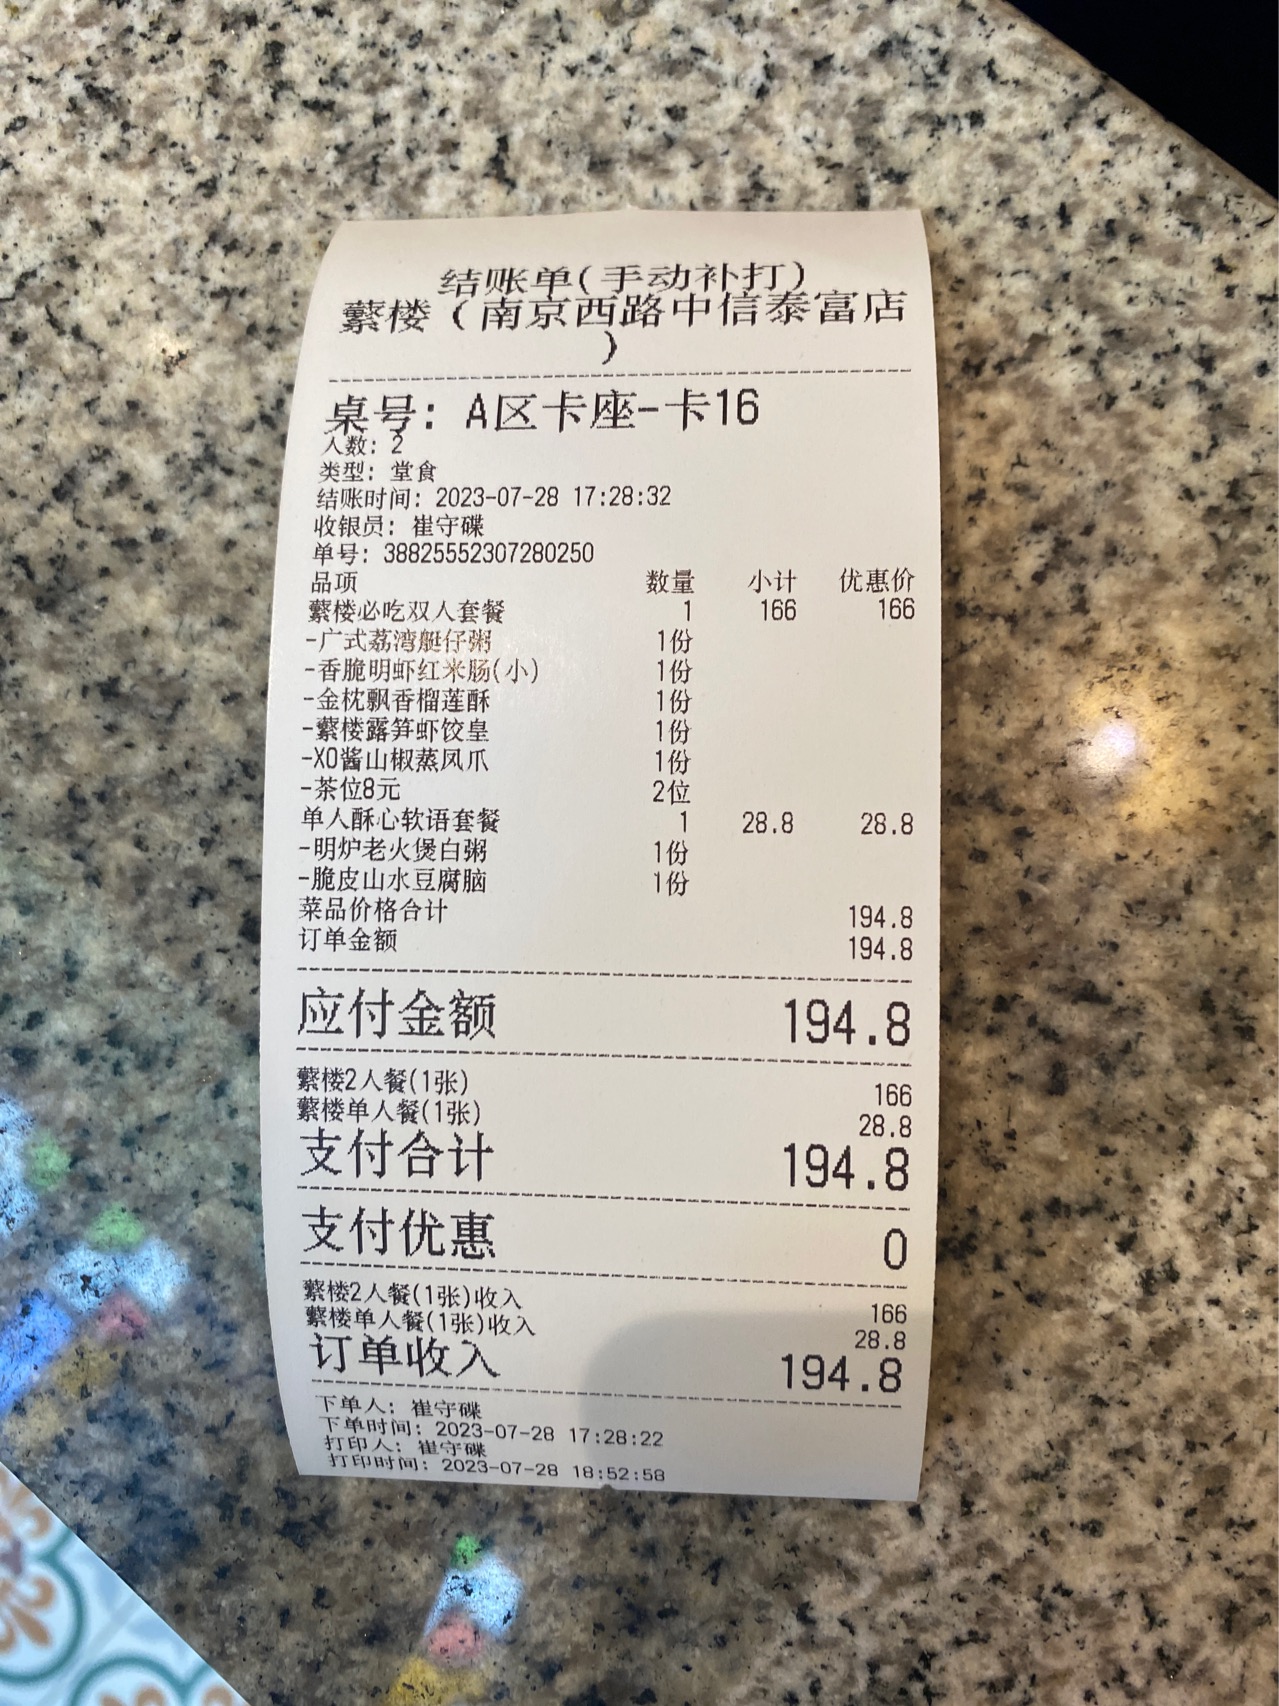 结账单(手动补打)
蘩楼(南京西路中信泰富店
)
桌号: A区卡座-卡16
人数: 2
类型: 堂食
结账时间: 2023-07-28 17:28:32
收银员: 崔守碟
单号: 38825552307280250
品项 数量 小计 优惠价
蘩楼必吃双人套餐 1 166 166
-广式荔湾艇仔粥 1份
-香脆明虾红米肠(小) 1份
-金枕飘香榴莲酥 1份
-蘩楼露笋虾饺皇 1份
-XO酱山椒蒸凤爪 1份
-茶位8元 2位
单人酥心软语套餐 1 28.8 28.8
-明炉老火煲白粥 1份
-脆皮山水豆腐脑 1份
菜品价格合计 194.8
订单金额 194.8
应付金额 194.8
蘩楼2人餐(1张) 166
蘩楼单人餐(1张) 28.8
支付合计 194.8
支付优惠 0
蘩楼2人餐(1张)收入 166
蘩楼单人餐(1张)收入 28.8
订单收入 194.8
下单人: 崔守碟
下单时间: 2023-07-28 17:28:22
打印人: 崔守碟
打印时间: 2023-07-28 18:52:58